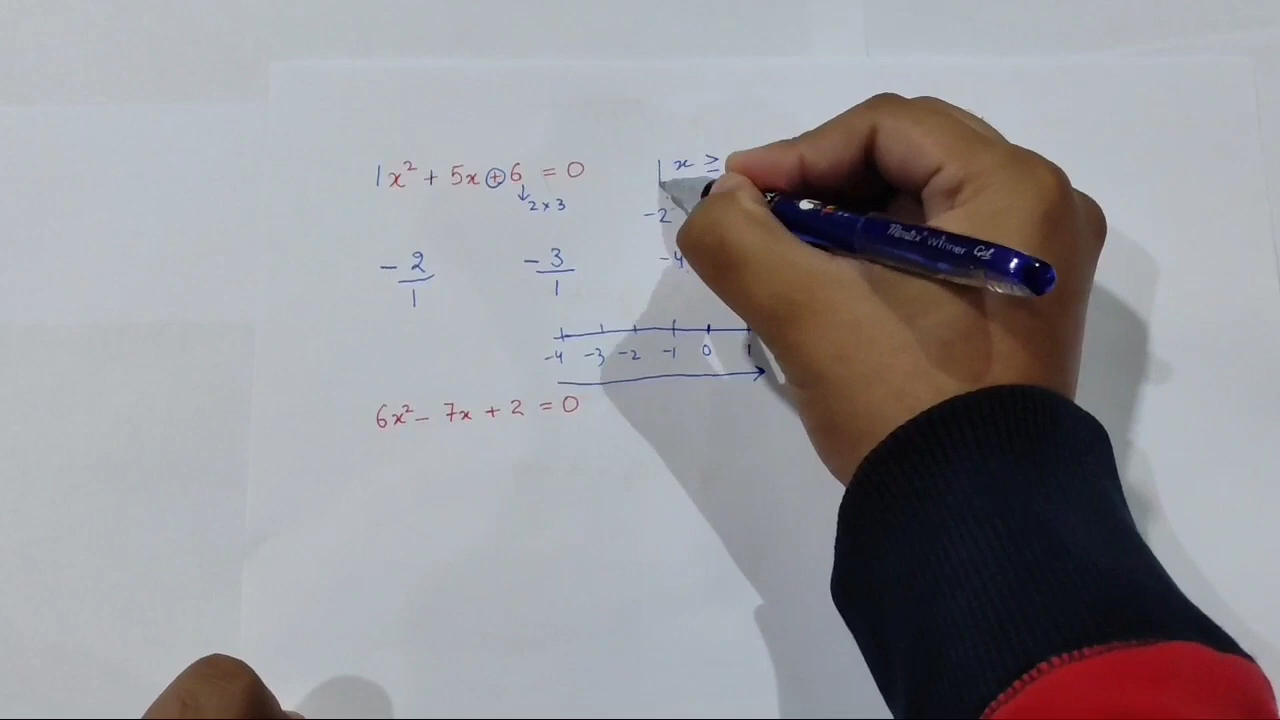 1x² + 5x + 6 = 0
2 × 3
x ≥
-2
-4
-2/1
-3/1
-4 -3 -2 -1 0 1
6x² - 7x + 2 = 0
Montex Winner Gel